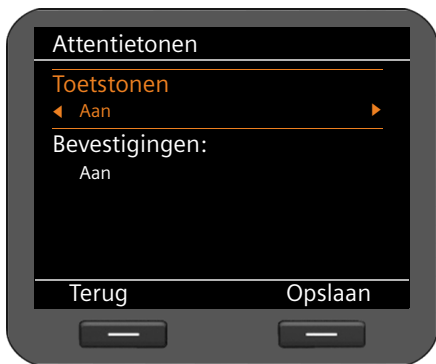 Attentietonen
Toetstonen
Aan
Bevestigingen:
Aan
Terug Opslaan